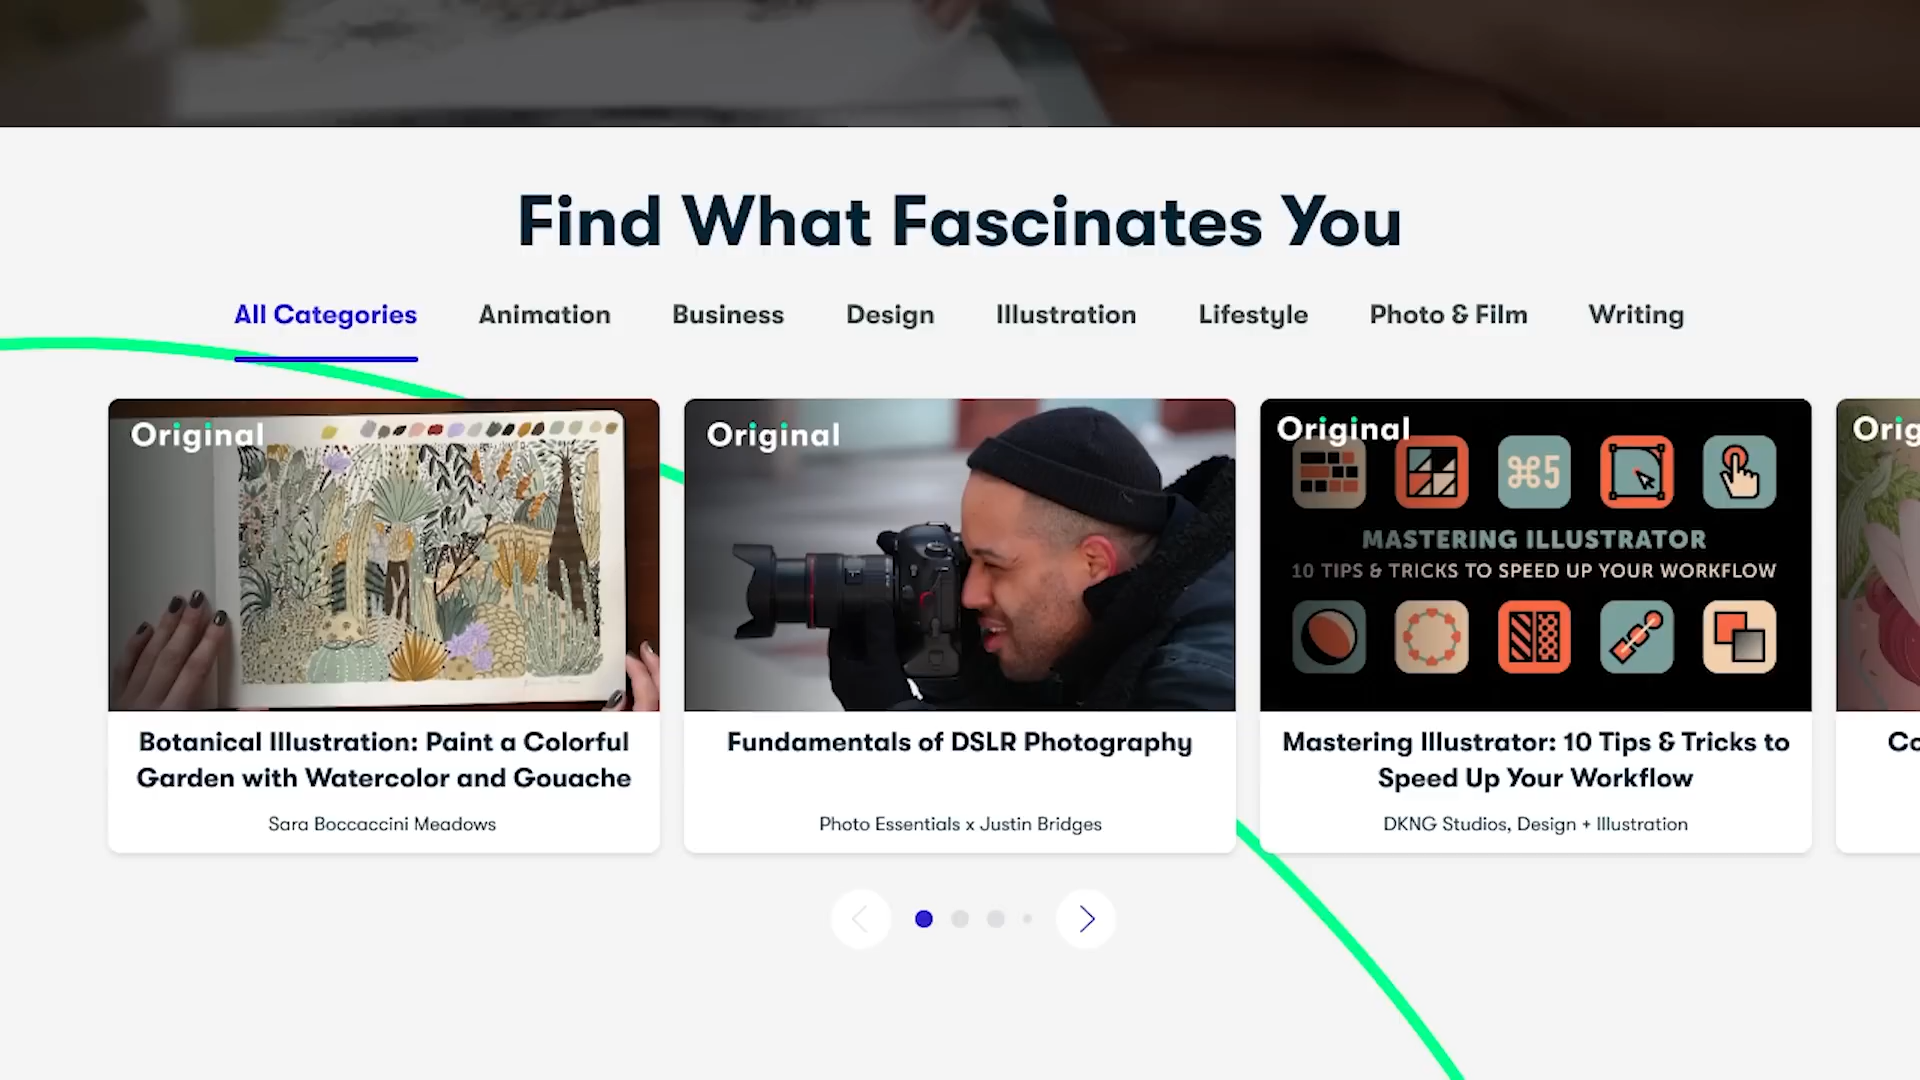 Find What Fascinates You
All Categories Animation Business Design Illustration Lifestyle Photo & Film Writing
Original
Original
Original
Orig
⌘5
MASTERING ILLUSTRATOR
10 TIPS & TRICKS TO SPEED UP YOUR WORKFLOW
Botanical Illustration: Paint a Colorful
Garden with Watercolor and Gouache
Sara Boccaccini Meadows
Fundamentals of DSLR Photography
Photo Essentials x Justin Bridges
Mastering Illustrator: 10 Tips & Tricks to
Speed Up Your Workflow
DKNG Studios, Design + Illustration
Co